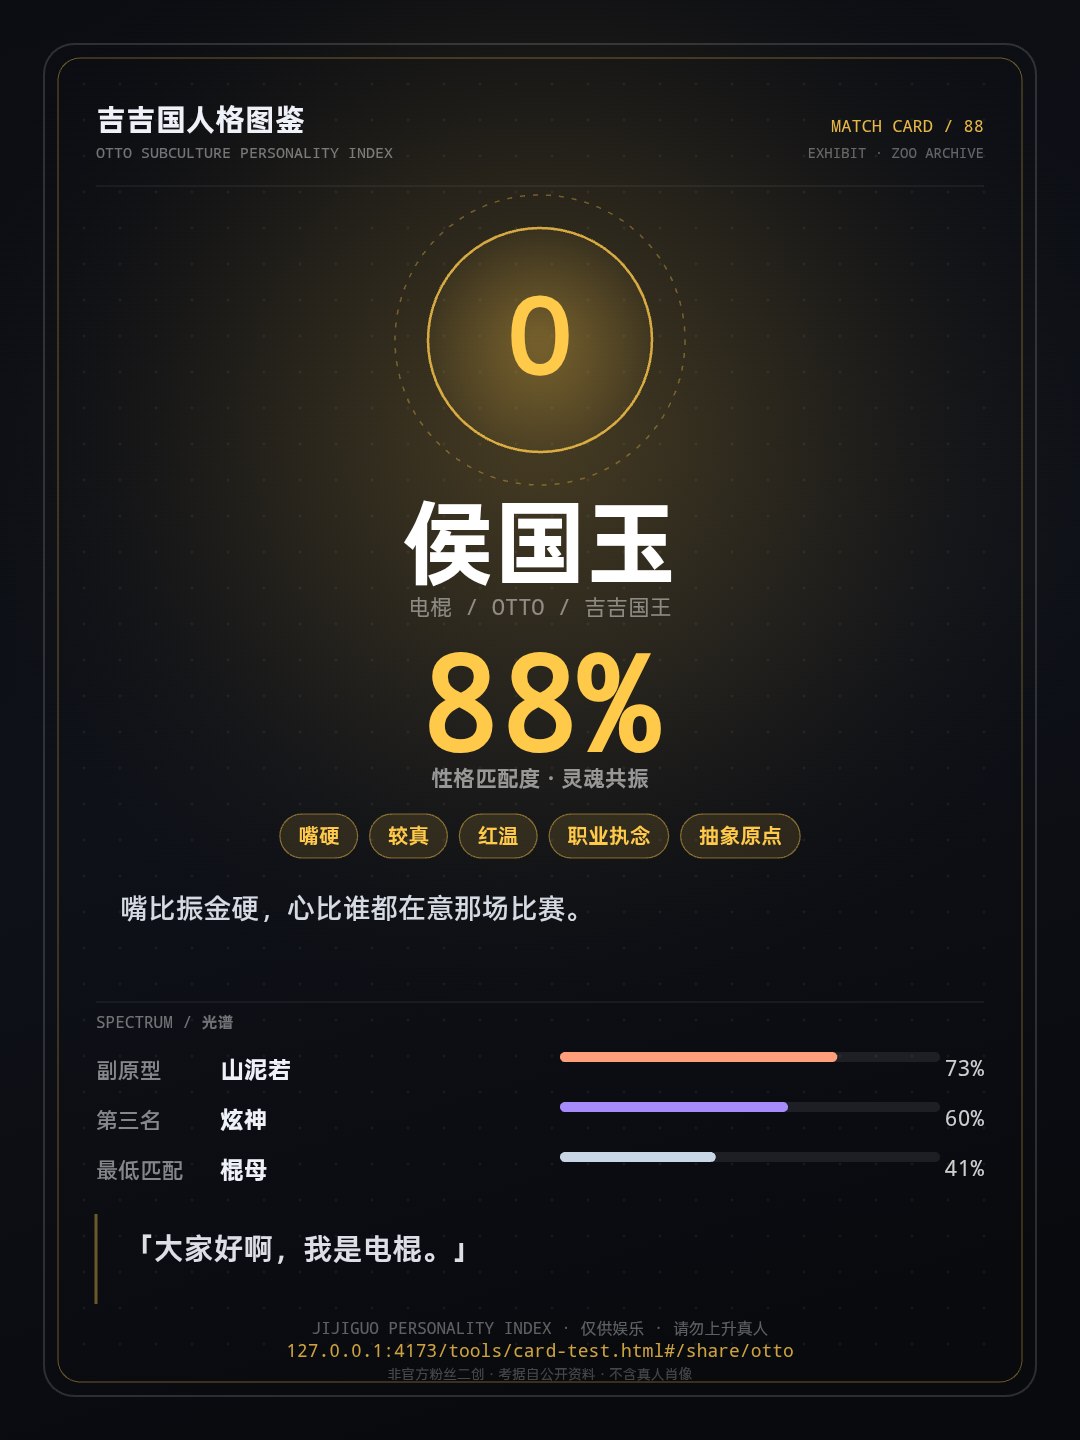 吉吉国人格图鉴
MATCH CARD / 88
OTTO SUBCULTURE PERSONALITY INDEX
EXHIBIT · ZOO ARCHIVE
O
侯国玉
电棍 / OTTO / 吉吉国王
88%
性格匹配度 · 灵魂共振
嘴硬 较真 红温 职业执念 抽象原点
嘴比振金硬，心比谁都在意那场比赛。
SPECTRUM / 光谱
副原型 山泥若 73%
第三名 炫神 60%
最低匹配 棍母 41%
「大家好啊，我是电棍。」
JIJIGUO PERSONALITY INDEX · 仅供娱乐 · 请勿上升真人
127.0.0.1:4173/tools/card-test.html#/share/otto
非官方粉丝二创 · 考据自公开资料 · 不含真人肖像